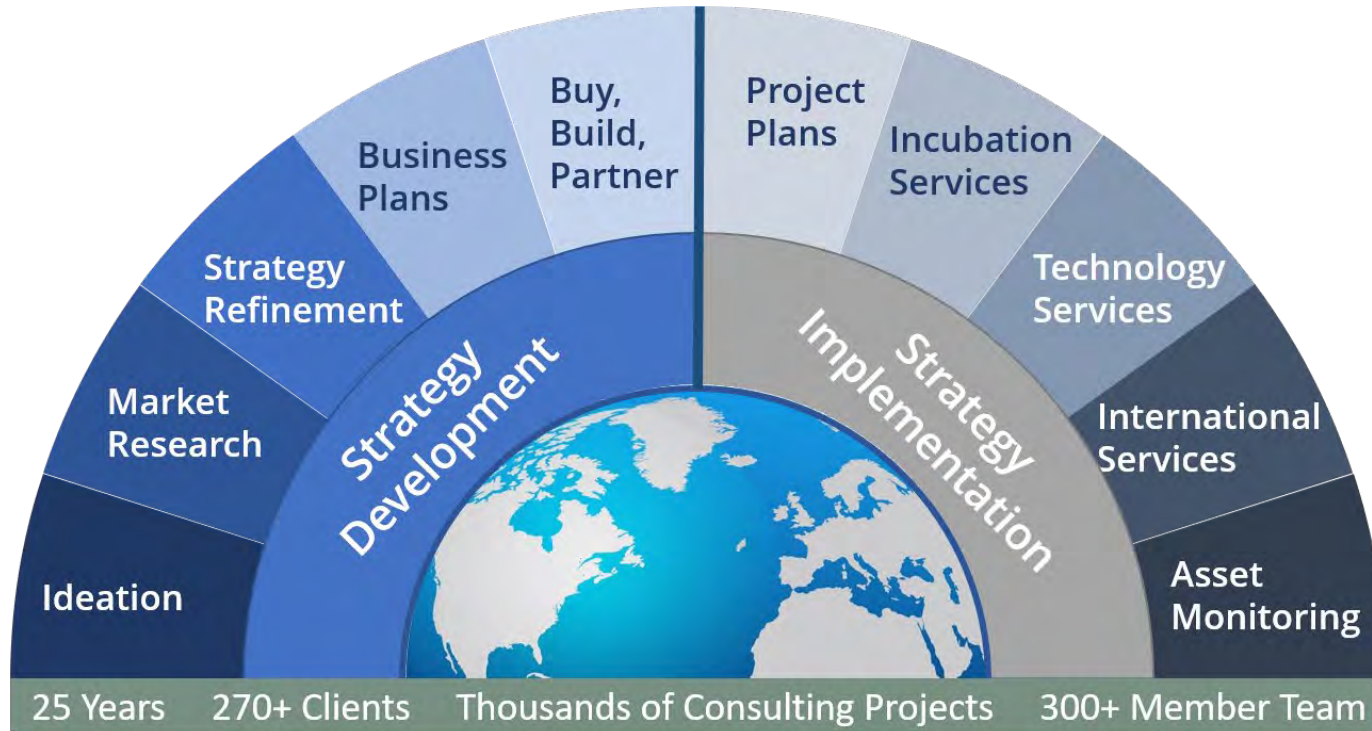 Ideation
Market
Research
Strategy
Refinement
Business
Plans
Buy,
Build,
Partner
Project
Plans
Incubation
Services
Technology
Services
International
Services
Asset
Monitoring
Strategy
Development
Strategy
Implementation
25 Years 270+ Clients Thousands of Consulting Projects 300+ Member Team